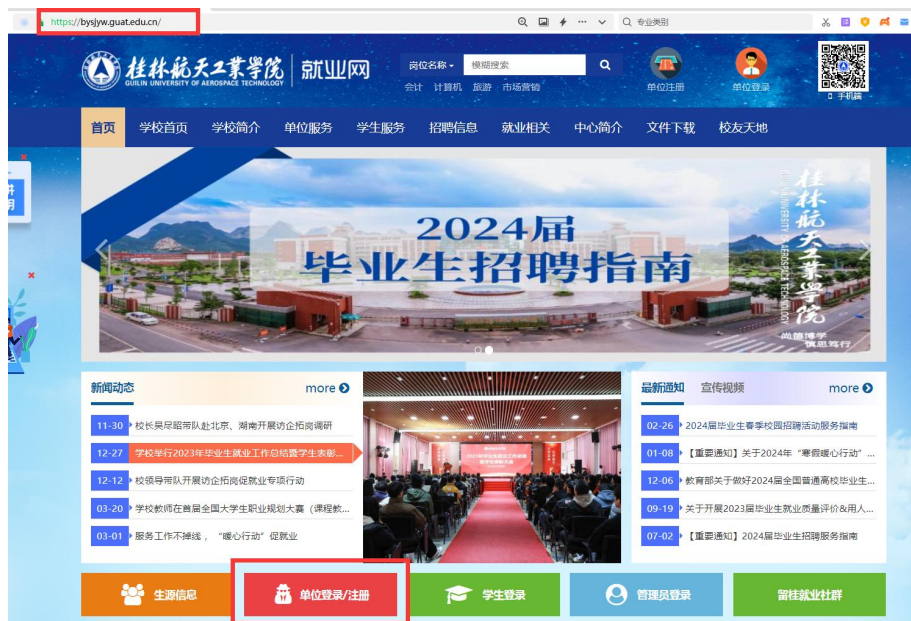 https://bysjyw.guat.edu.cn/
专业类别
桂林航天工业学院
GUILIN UNIVERSITY OF AEROSPACE TECHNOLOGY
就业网
岗位名称
模糊搜索
会计 计算机 旅游 市场营销
单位注册
单位登录
手机端
首页 学校首页 学校简介 单位服务 学生服务 招聘信息 就业相关 中心简介 文件下载 校友天地
2024届
毕业生招聘指南
桂林航天工业学院
GUILIN UNIVERSITY OF AEROSPACE TECHNOLOGY
尚德博学
慎思笃行
新闻动态 more
11-30 校长吴尽昭带队赴北京、湖南开展访企拓岗调研
12-27 学校举行2023年毕业生就业工作总结暨学生表彰...
12-12 校领导带队开展访企拓岗促就业专项行动
03-20 学校教师在首届全国大学生职业规划大赛（课程教...
03-01 服务工作不掉线，“暖心行动”促就业
最新通知 宣传视频 more
02-26 2024届毕业生春季校园招聘活动服务指南
01-08 【重要通知】关于2024年“寒假暖心行动”...
12-06 教育部关于做好2024届全国普通高校毕业生...
09-19 关于开展2023届毕业生就业质量评价&用人...
07-02 【重要通知】2024届毕业生招聘服务指南
生源信息
单位登录/注册
学生登录
管理员登录
留桂就业社群